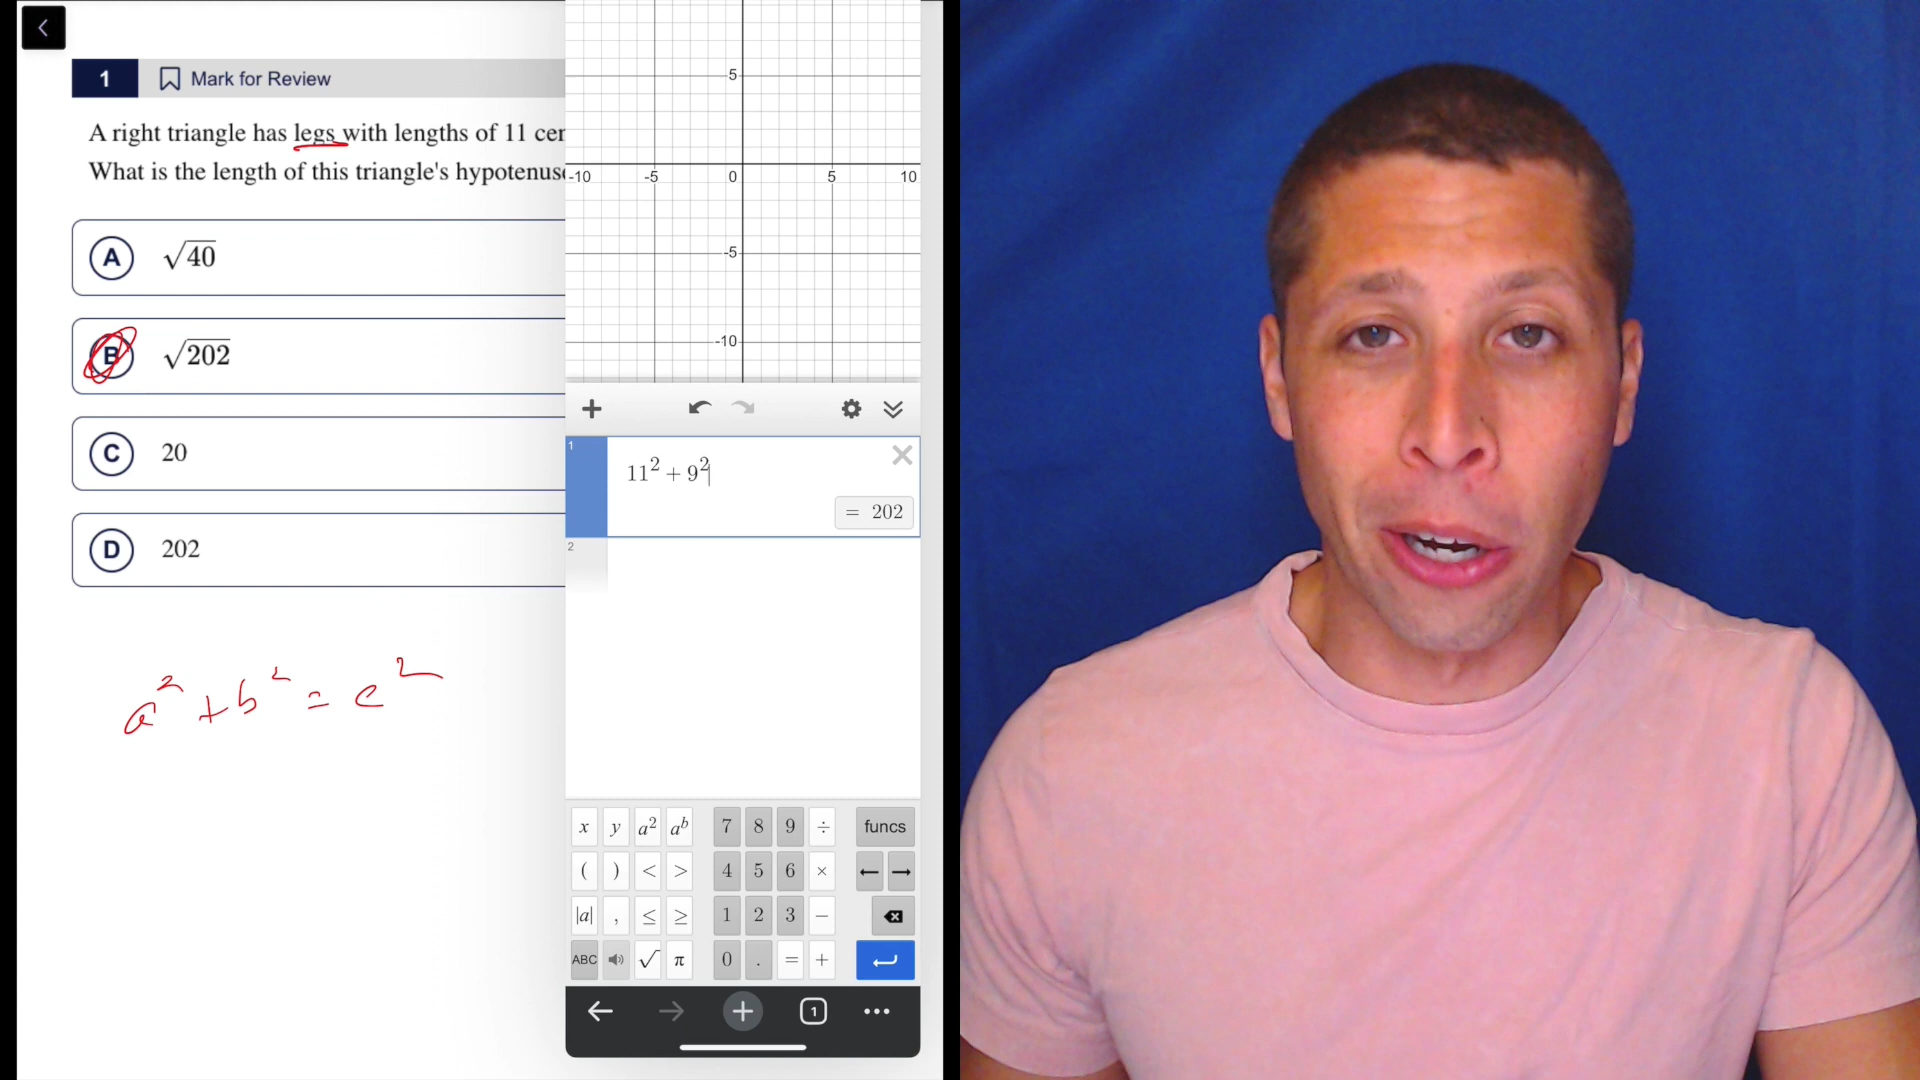 1 Mark for Review
A right triangle has legs with lengths of 11 cen
What is the length of this triangle's hypotenuse
A √40
B √202
C 20
D 202
a² + b² = c²
5
-10 -5 0 5 10
-5
-10
1
11² + 9²
= 202
2
x y a² aᵇ 7 8 9 ÷ funcs
( ) < > 4 5 6 × ← →
|a| , ≤ ≥ 1 2 3 −
ABC √ π 0 . = +
1